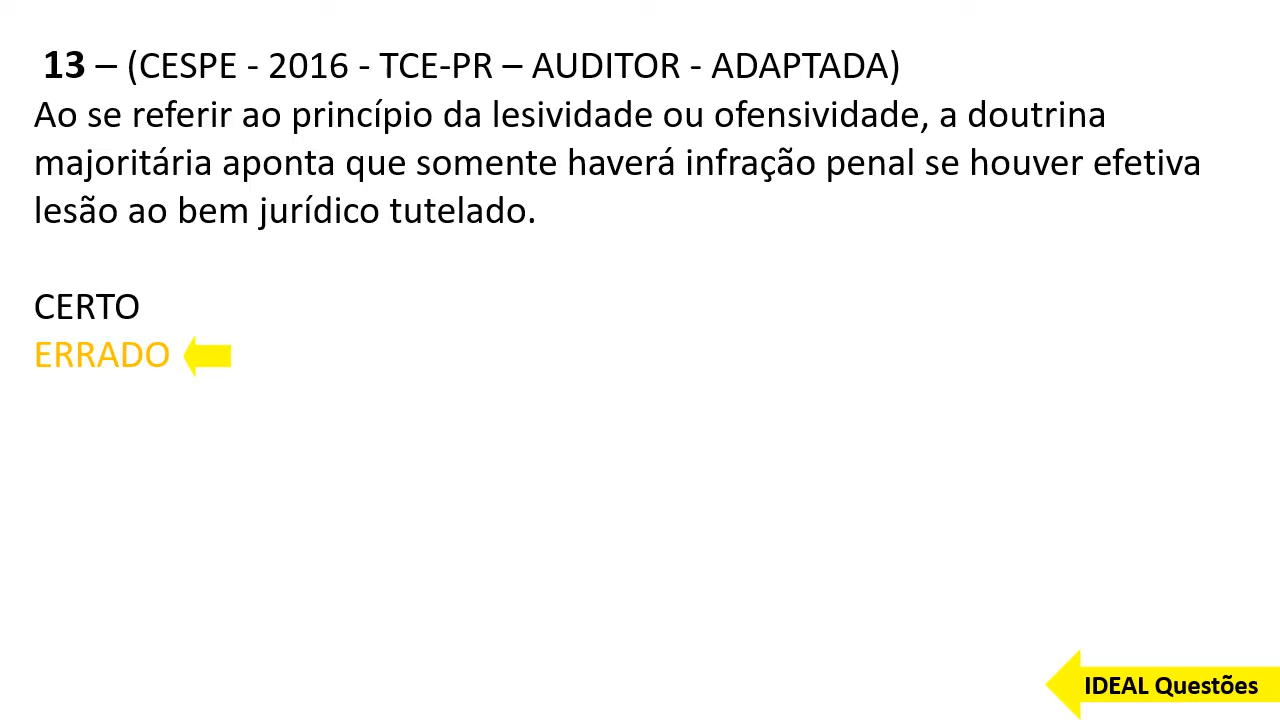 13 – (CESPE - 2016 - TCE-PR – AUDITOR - ADAPTADA)
Ao se referir ao princípio da lesividade ou ofensividade, a doutrina
majoritária aponta que somente haverá infração penal se houver efetiva
lesão ao bem jurídico tutelado.
CERTO
ERRADO
IDEAL Questões